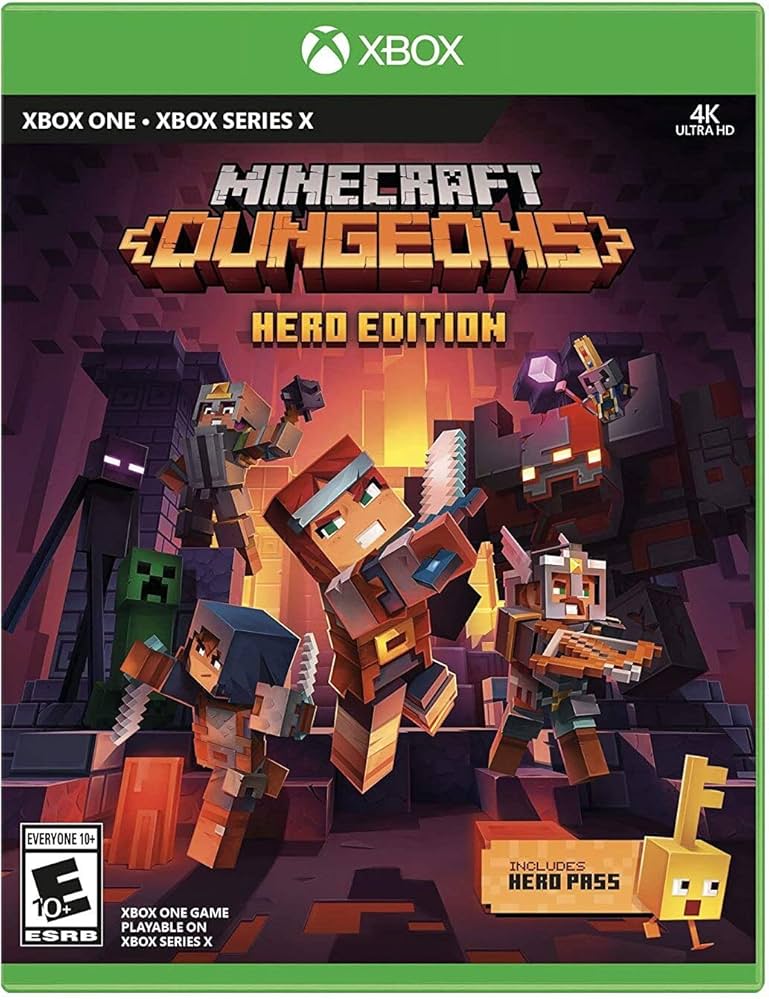 XBOX
XBOX ONE • XBOX SERIES X
4K
ULTRA HD
MINECRAFT
DUNGEONS
HERO EDITION
INCLUDES
HERO PASS
EVERYONE 10+
E
10+
ESRB
XBOX ONE GAME
PLAYABLE ON
XBOX SERIES X